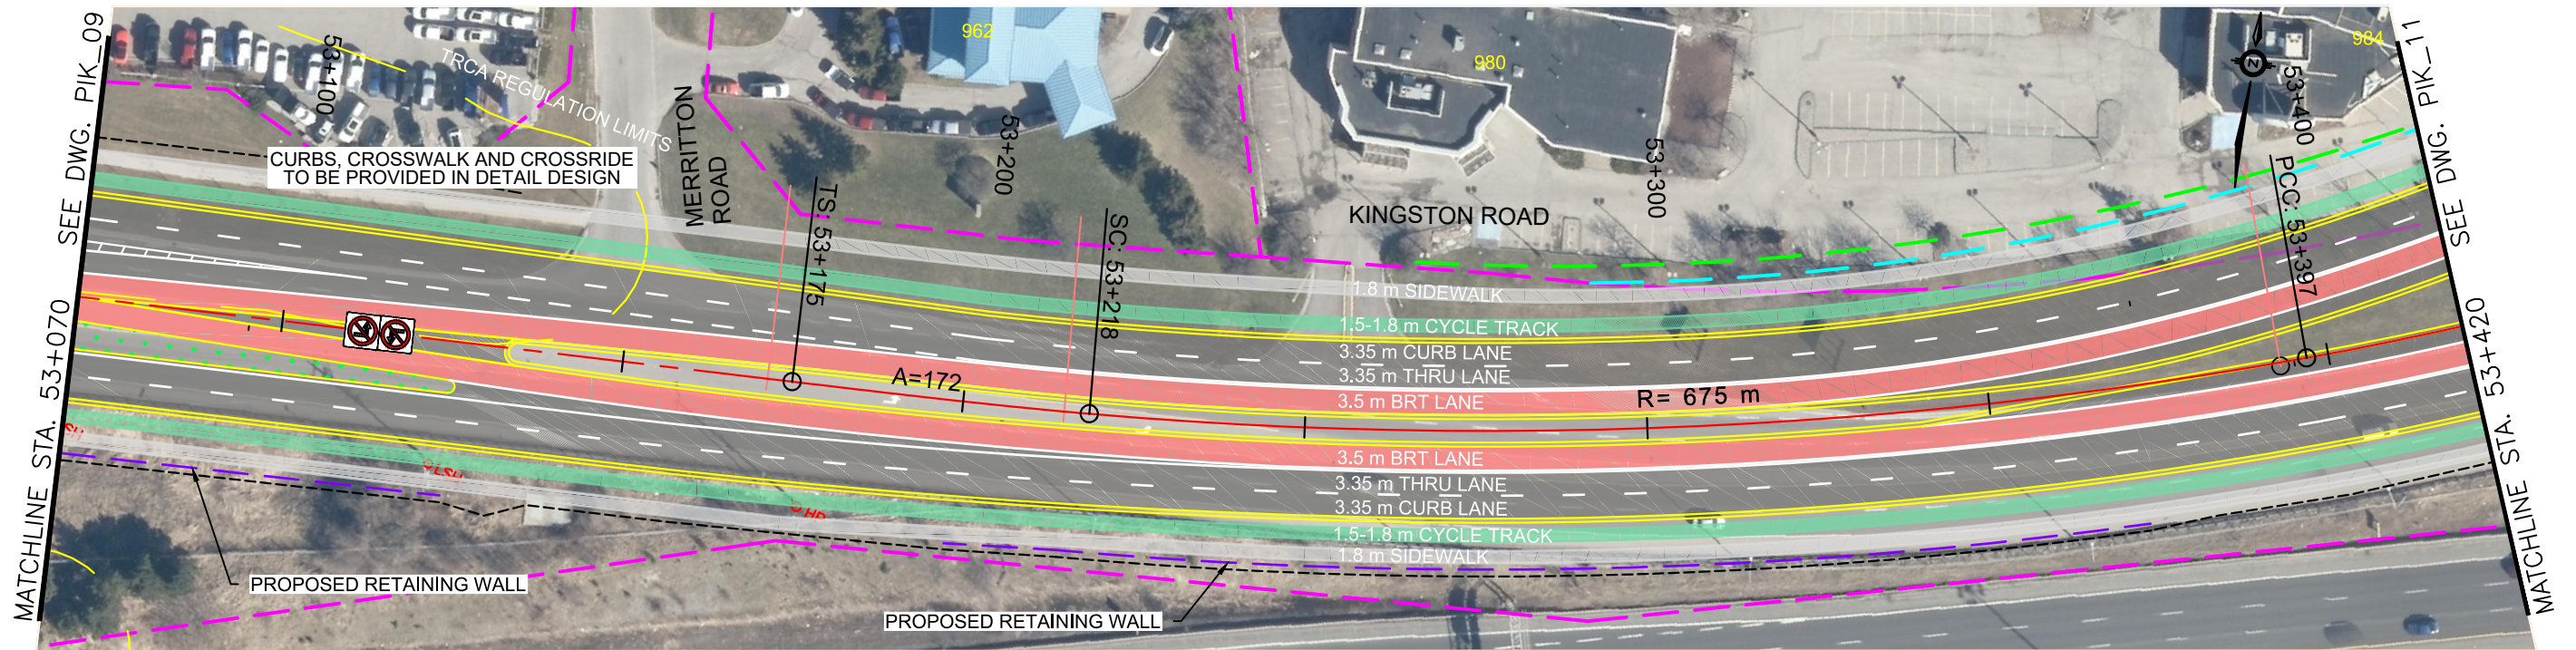 SEE DWG. PIK_09
MATCHLINE STA. 53+070
53+100
TRCA REGULATION LIMITS
CURBS, CROSSWALK AND CROSSRIDE
TO BE PROVIDED IN DETAIL DESIGN
MERRITTON
ROAD
962
53+200
TS: 53+175
SC: 53+218
980
KINGSTON ROAD
53+300
984
N
53+400
PCC: 53+397
SEE DWG. PIK_11
MATCHLINE STA. 53+420
1.8 m SIDEWALK
1.5-1.8 m CYCLE TRACK
3.35 m CURB LANE
3.35 m THRU LANE
3.5 m BRT LANE
A=172
R= 675 m
3.5 m BRT LANE
3.35 m THRU LANE
3.35 m CURB LANE
1.5-1.8 m CYCLE TRACK
1.8 m SIDEWALK
PROPOSED RETAINING WALL
PROPOSED RETAINING WALL